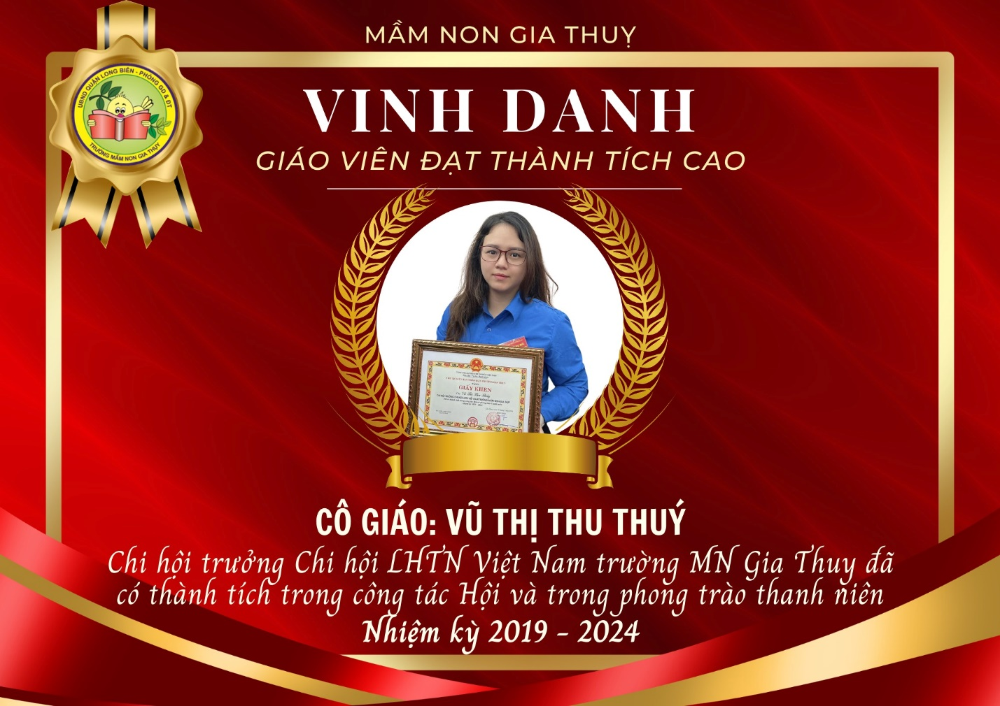 MẦM NON GIA THUỴ
UBND QUẬN LONG BIÊN - PHÒNG GD & ĐT
TRƯỜNG MẦM NON GIA THỤY
VINH DANH
GIÁO VIÊN ĐẠT THÀNH TÍCH CAO
GIẤY KHEN
CÔ GIÁO: VŨ THỊ THU THUÝ
Chi hội trưởng Chi hội LHTN Việt Nam trường MN Gia Thuỵ đã
có thành tích trong công tác Hội và trong phong trào thanh niên
Nhiệm kỳ 2019 - 2024